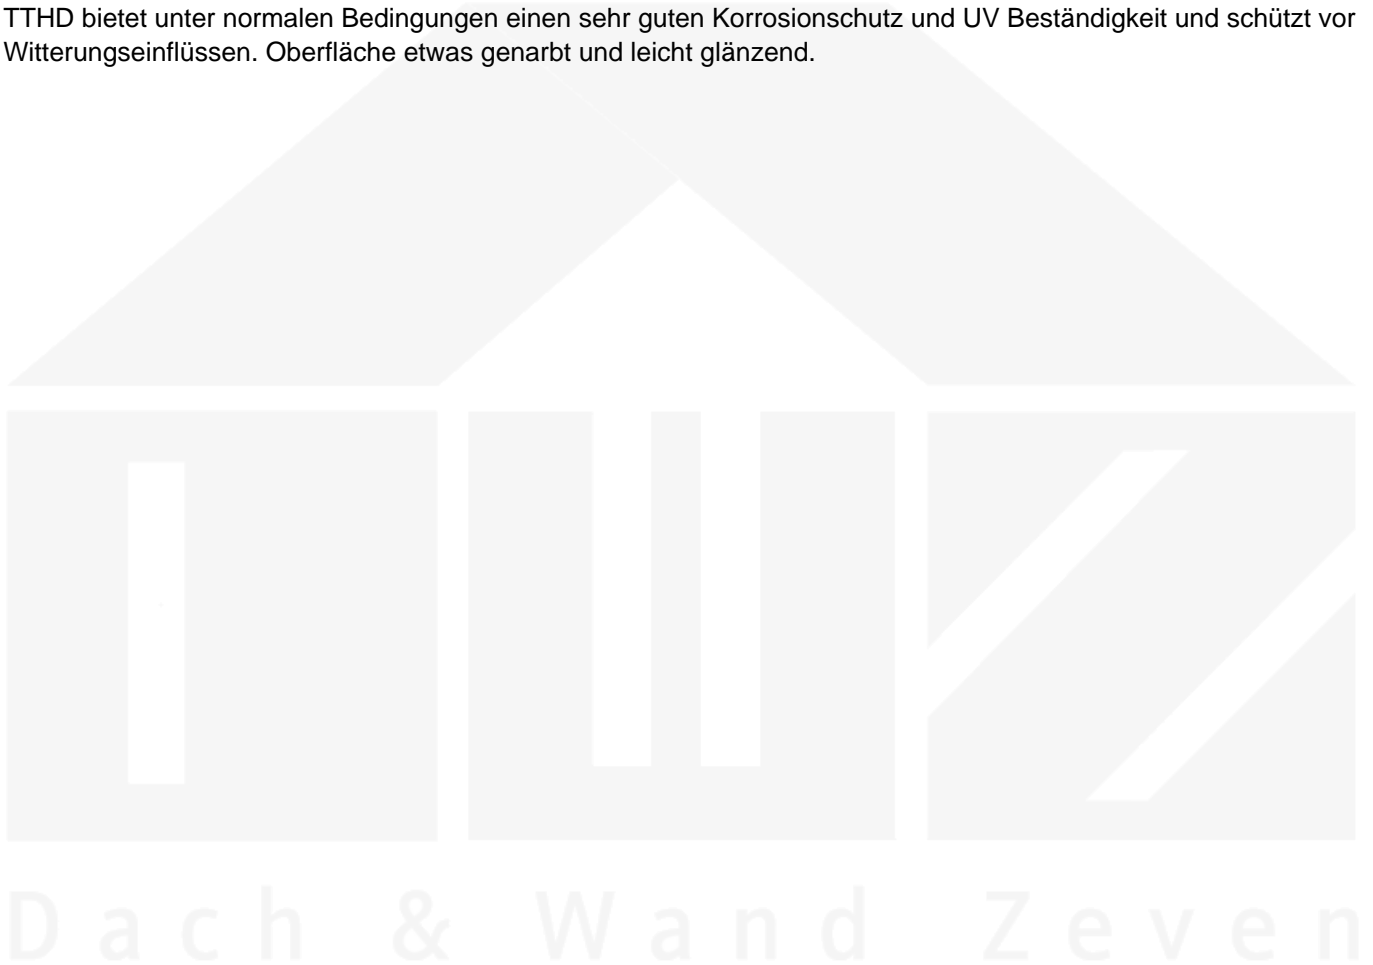 TTHD bietet unter normalen Bedingungen einen sehr guten Korrosionschutz und UV Beständigkeit und schützt vor
Witterungseinflüssen. Oberfläche etwas genarbt und leicht glänzend.
Dach & Wand Zeven